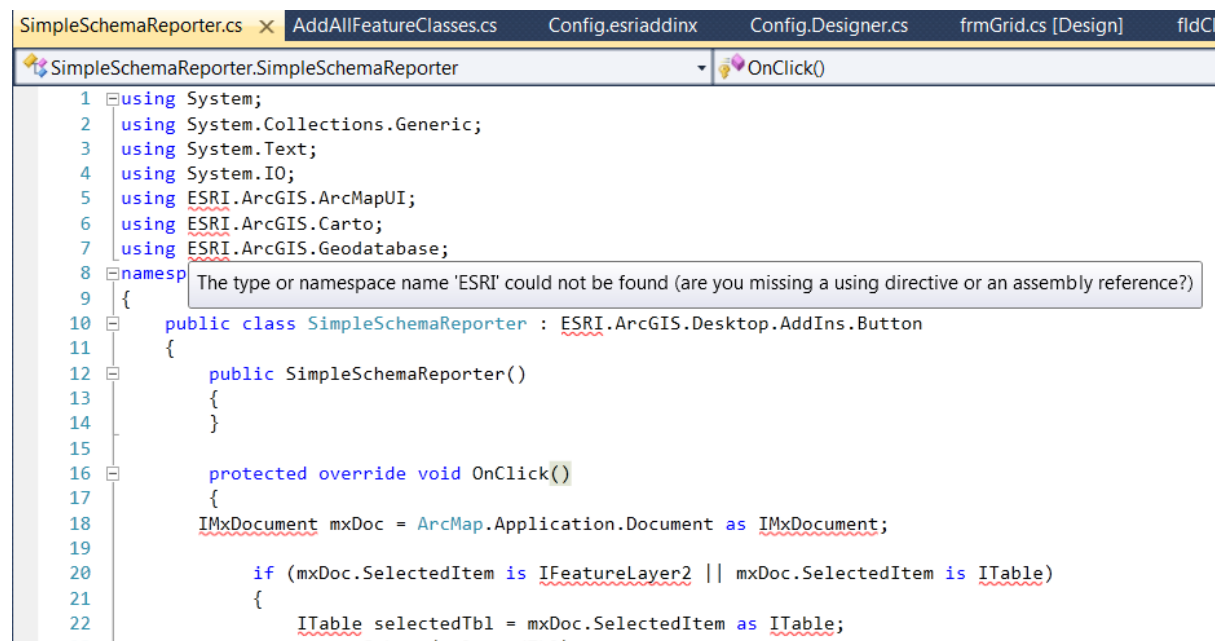 SimpleSchemaReporter.cs × AddAllFeatureClasses.cs Config.esriaddinx Config.Designer.cs frmGrid.cs [Design] fldCl
SimpleSchemaReporter.SimpleSchemaReporter OnClick()
1 using System;
2 using System.Collections.Generic;
3 using System.Text;
4 using System.IO;
5 using ESRI.ArcGIS.ArcMapUI;
6 using ESRI.ArcGIS.Carto;
7 using ESRI.ArcGIS.Geodatabase;
8 namesp
The type or namespace name 'ESRI' could not be found (are you missing a using directive or an assembly reference?)
9 {
10 public class SimpleSchemaReporter : ESRI.ArcGIS.Desktop.AddIns.Button
11 {
12 public SimpleSchemaReporter()
13 {
14 }
15
16 protected override void OnClick()
17 {
18 IMxDocument mxDoc = ArcMap.Application.Document as IMxDocument;
19
20 if (mxDoc.SelectedItem is IFeatureLayer2 || mxDoc.SelectedItem is ITable)
21 {
22 ITable selectedTbl = mxDoc.SelectedItem as ITable;